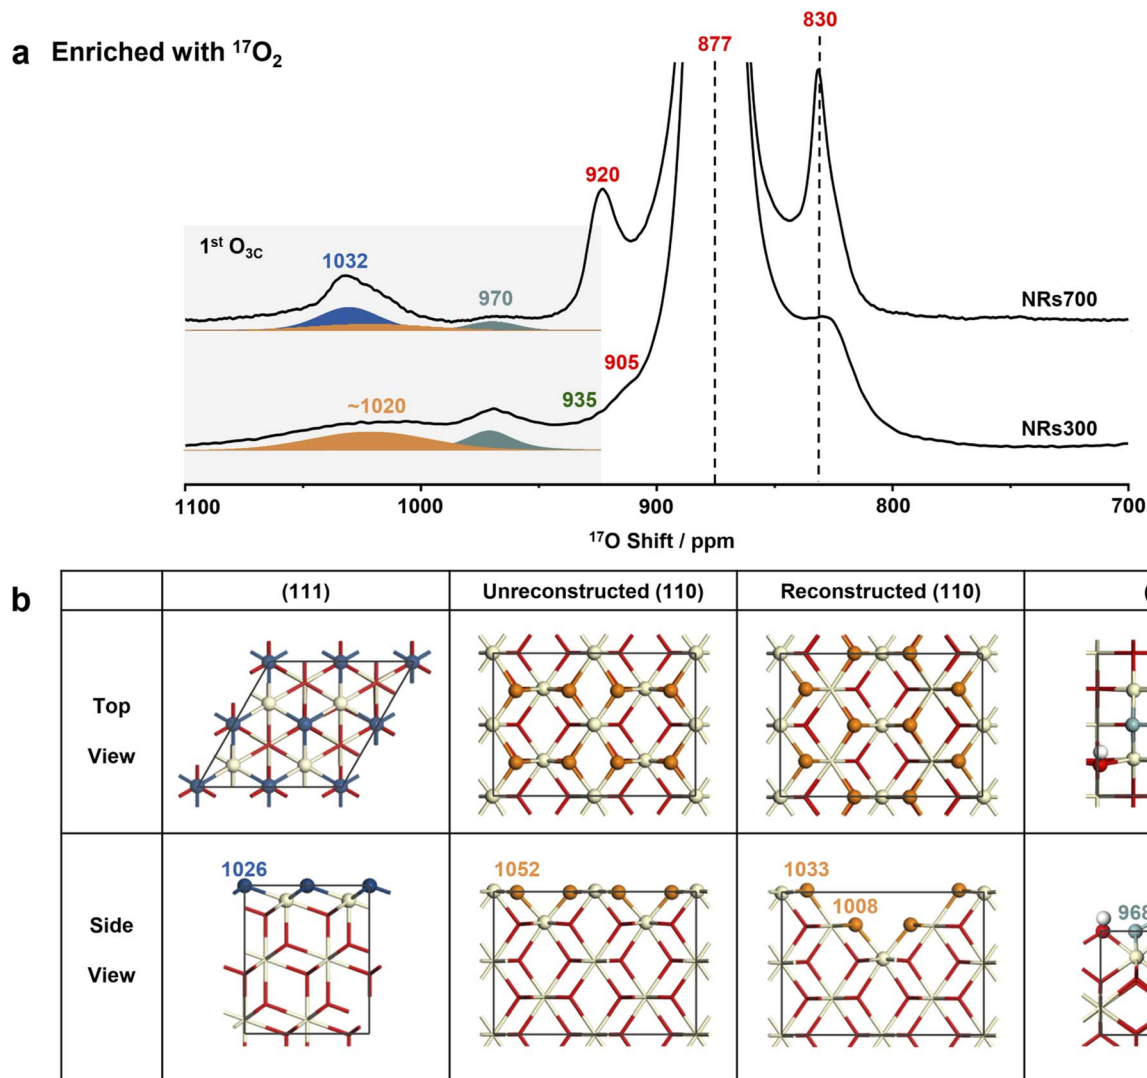 a Enriched with ¹⁷O₂
877
830
920
1ˢᵗ O₃C
1032
970
NRs700
905
935
~1020
NRs300
1100 1000 900 800 700
¹⁷O Shift / ppm
b
(111) Unreconstructed (110) Reconstructed (110) (
Top
View
1026 1052 1033
1008
968
Side
View